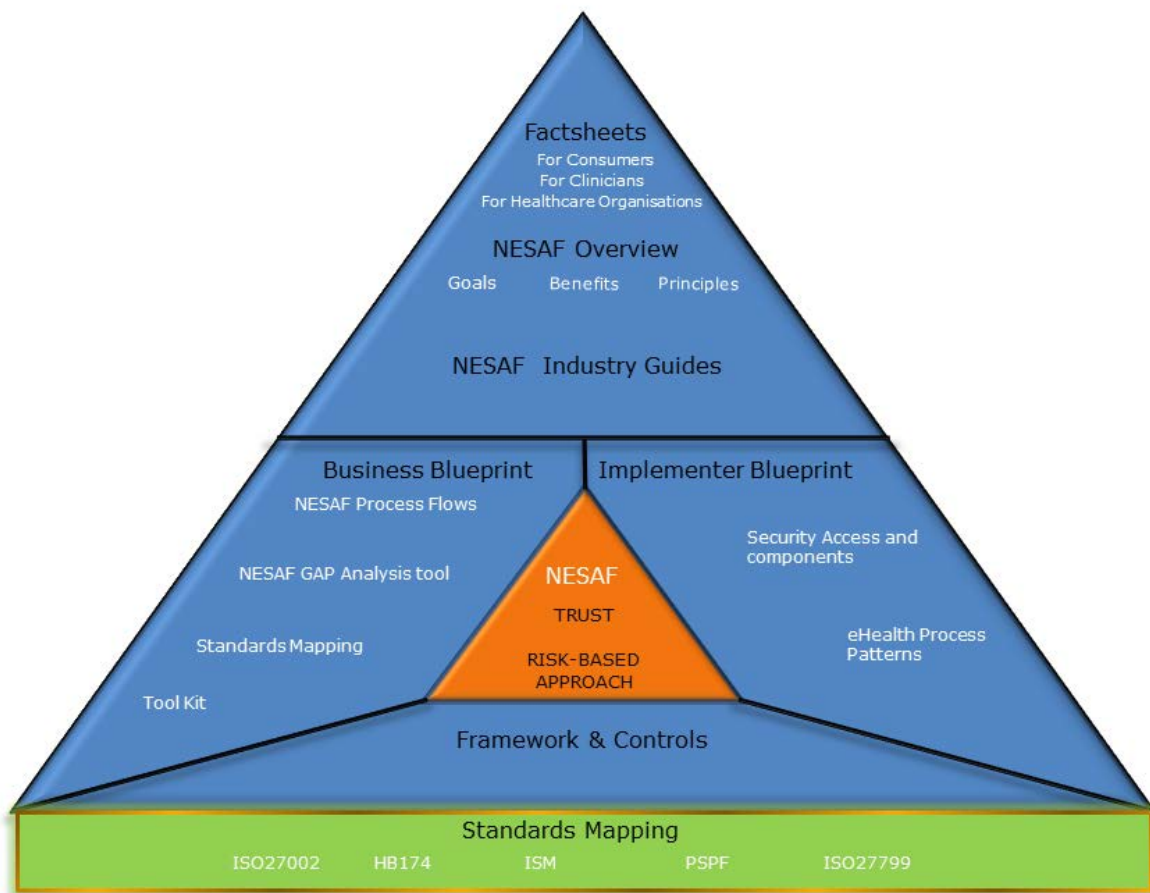 Factsheets
For Consumers
For Clinicians
For Healthcare Organisations
NESAF Overview
Goals Benefits Principles
NESAF Industry Guides
Business Blueprint
NESAF Process Flows
NESAF GAP Analysis tool
Standards Mapping
Tool Kit
Implementer Blueprint
Security Access and
components
eHealth Process
Patterns
NESAF
TRUST
RISK-BASED
APPROACH
Framework & Controls
Standards Mapping
ISO27002 HB174 ISM PSPF ISO27799